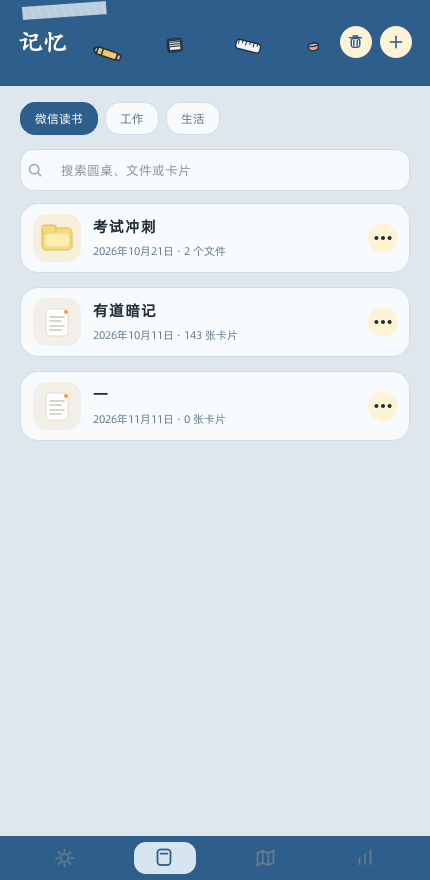 记忆
微信读书
工作
生活
搜索圆桌、文件或卡片
考试冲刺
2026年10月21日 · 2 个文件
有道暗记
2026年10月11日 · 143 张卡片
一
2026年11月11日 · 0 张卡片